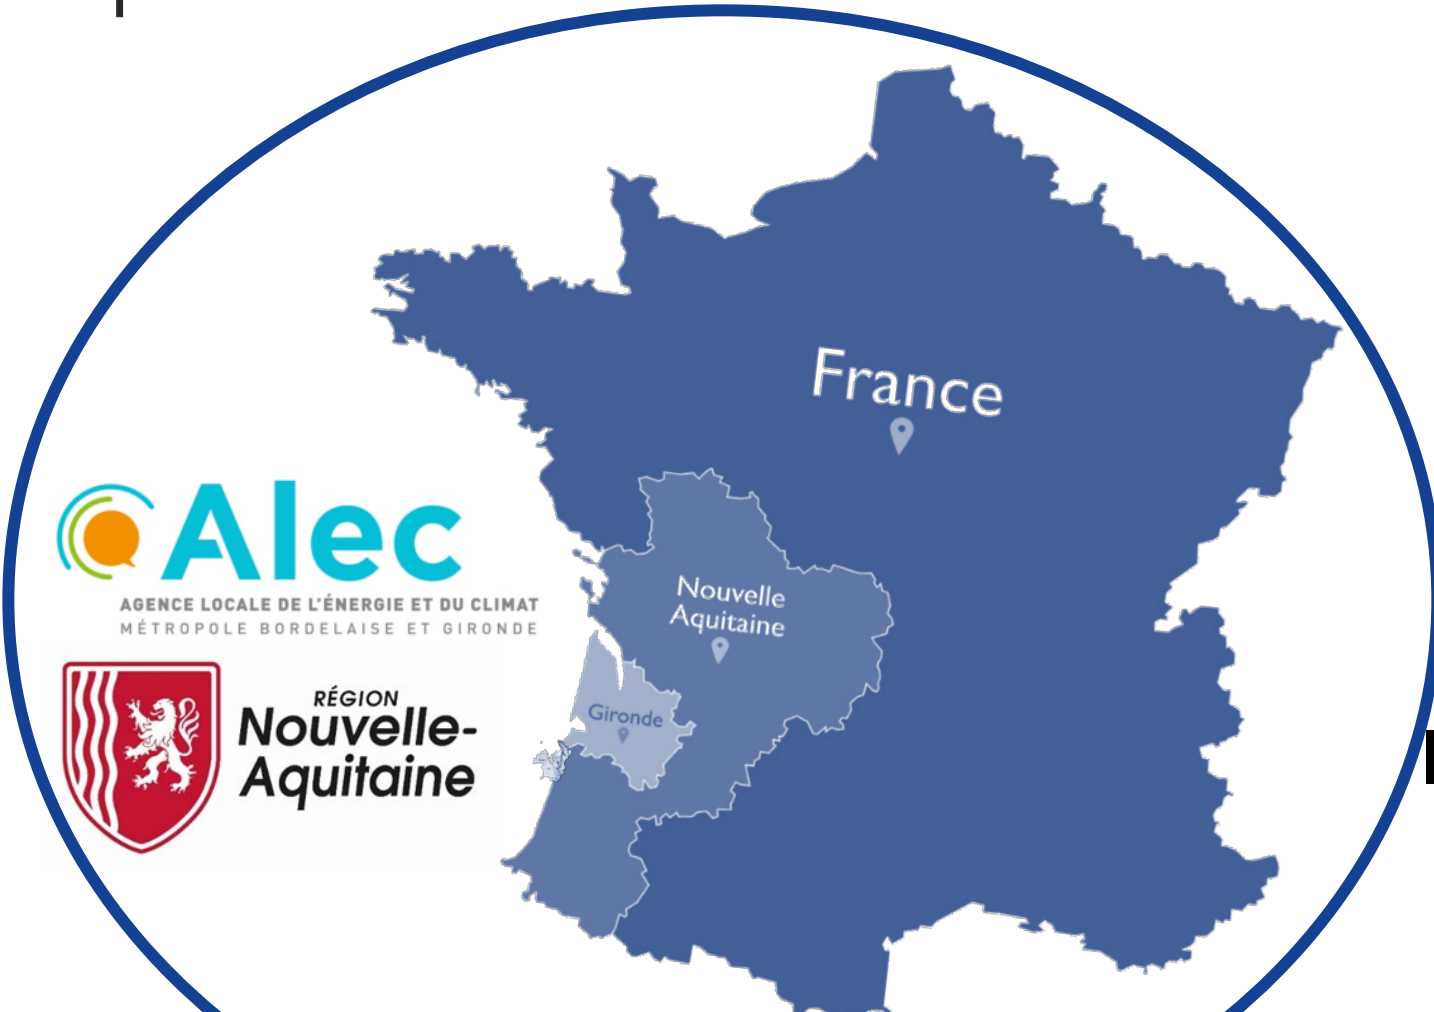 France
Nouvelle
Aquitaine
Gironde
Alec
AGENCE LOCALE DE L'ÉNERGIE ET DU CLIMAT
MÉTROPOLE BORDELAISE ET GIRONDE
RÉGION
Nouvelle-
Aquitaine